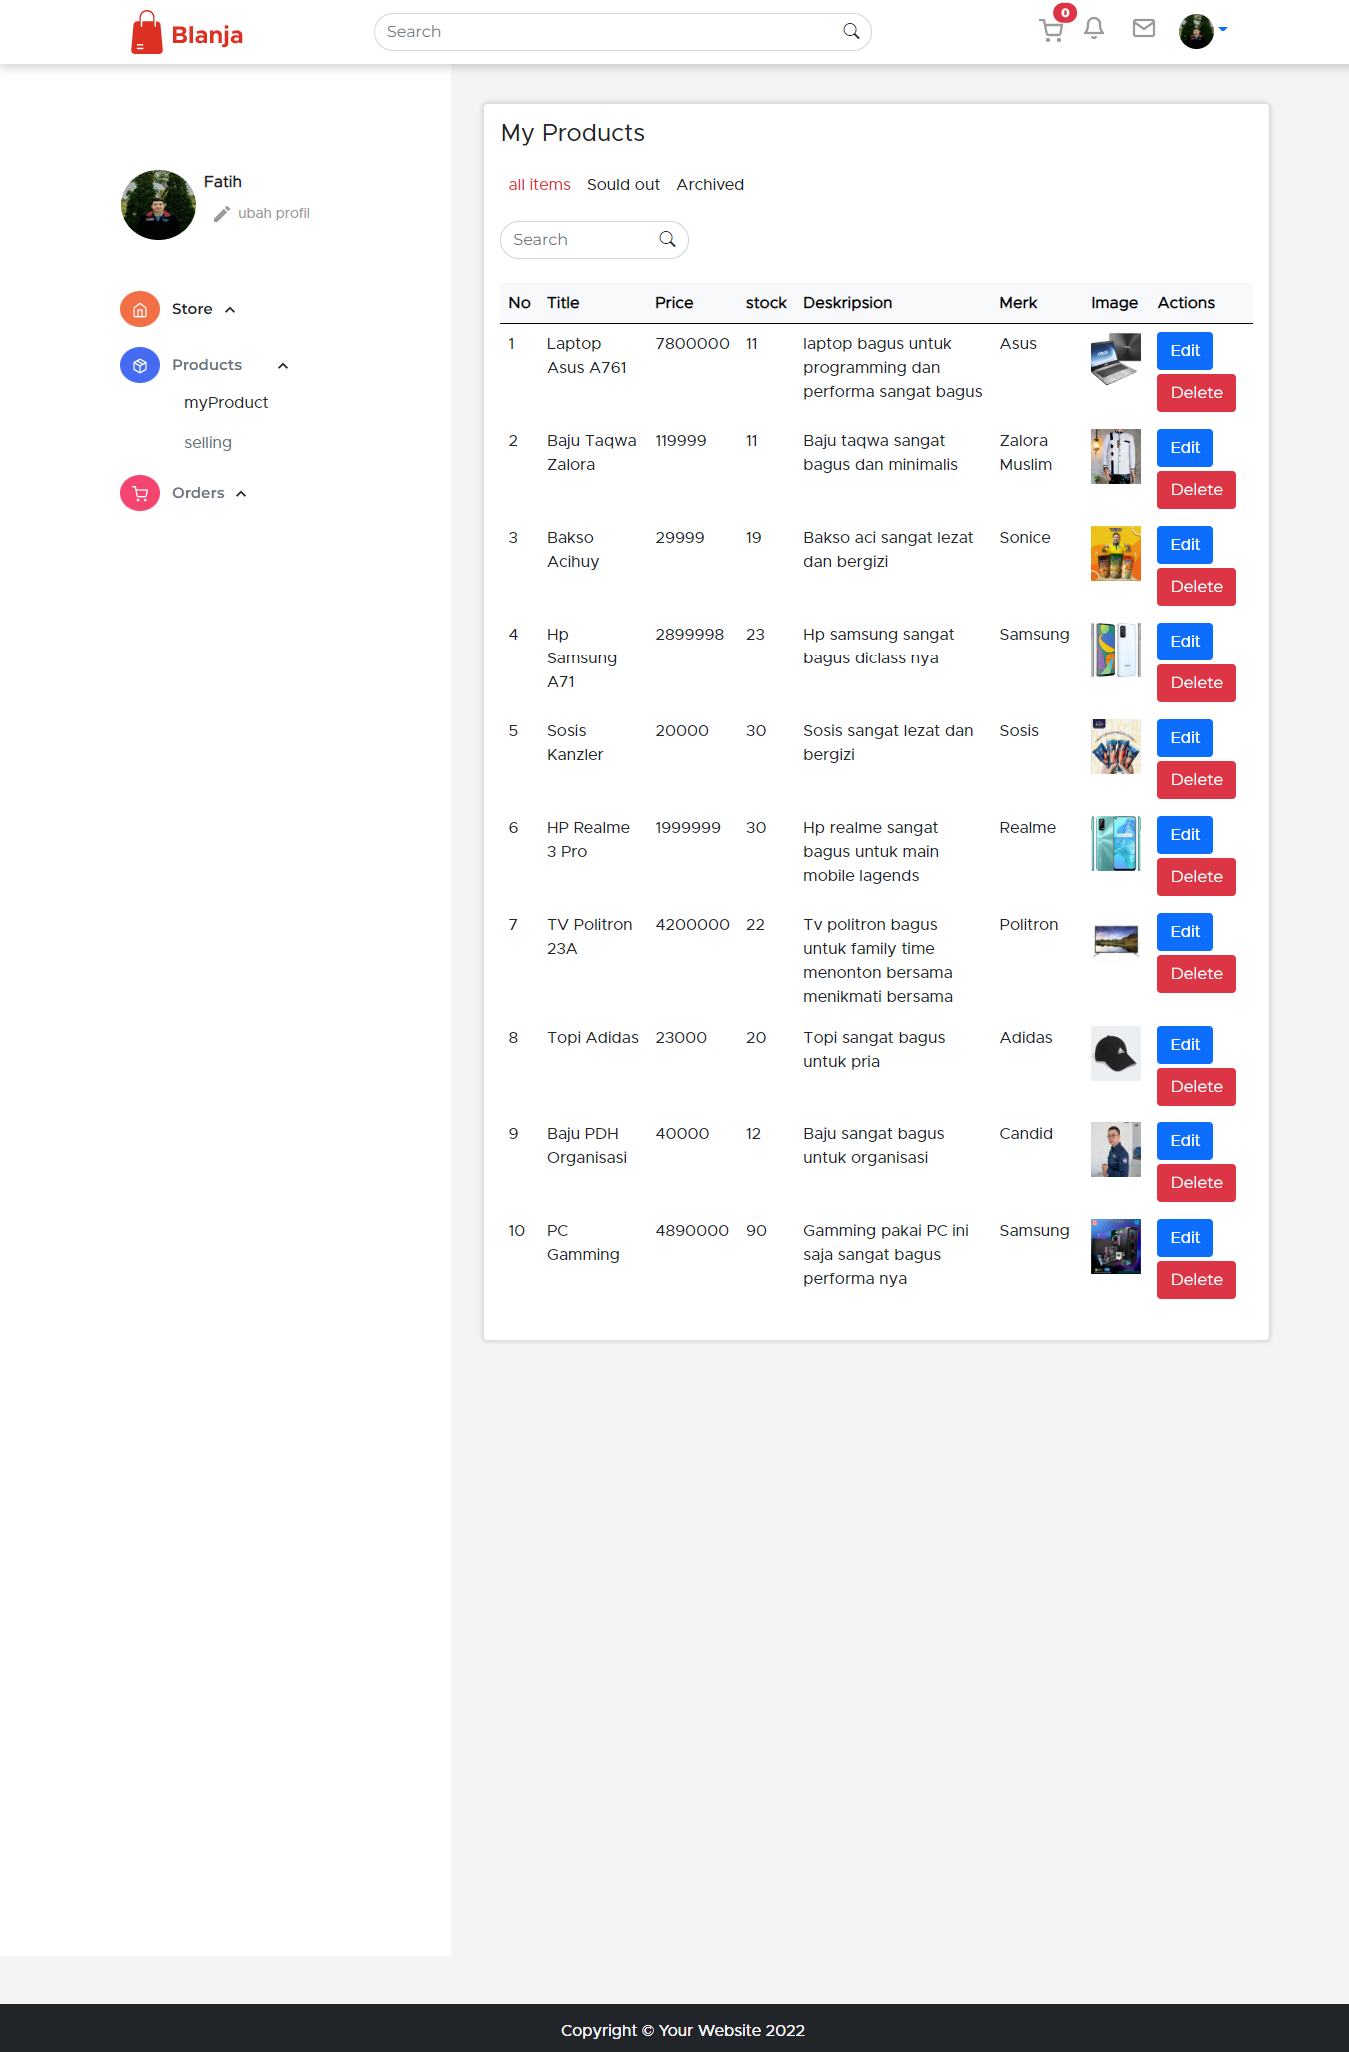 Blanja
Search
0
Fatih
ubah profil
Store
Products
myProduct
selling
Orders
My Products
all items Sould out Archived
Search
No Title Price stock Deskripsion Merk Image Actions
1 Laptop 7800000 11 laptop bagus untuk Asus Edit
Asus A761 programming dan
performa sangat bagus Delete
2 Baju Taqwa 119999 11 Baju taqwa sangat Zalora Edit
Zalora bagus dan minimalis Muslim
Delete
3 Bakso 29999 19 Bakso aci sangat lezat Sonice Edit
Acihuy dan bergizi
Delete
4 Hp 2899998 23 Hp samsung sangat Samsung Edit
Samsung bagus diclass nya
A71 Delete
5 Sosis 20000 30 Sosis sangat lezat dan Sosis Edit
Kanzler bergizi
Delete
6 HP Realme 1999999 30 Hp realme sangat Realme Edit
3 Pro bagus untuk main
mobile lagends Delete
7 TV Politron 4200000 22 Tv politron bagus Politron Edit
23A untuk family time
menonton bersama Delete
menikmati bersama
8 Topi Adidas 23000 20 Topi sangat bagus Adidas Edit
untuk pria
Delete
9 Baju PDH 40000 12 Baju sangat bagus Candid Edit
Organisasi untuk organisasi
Delete
10 PC 4890000 90 Gamming pakai PC ini Samsung Edit
Gamming saja sangat bagus
performa nya Delete
Copyright © Your Website 2022